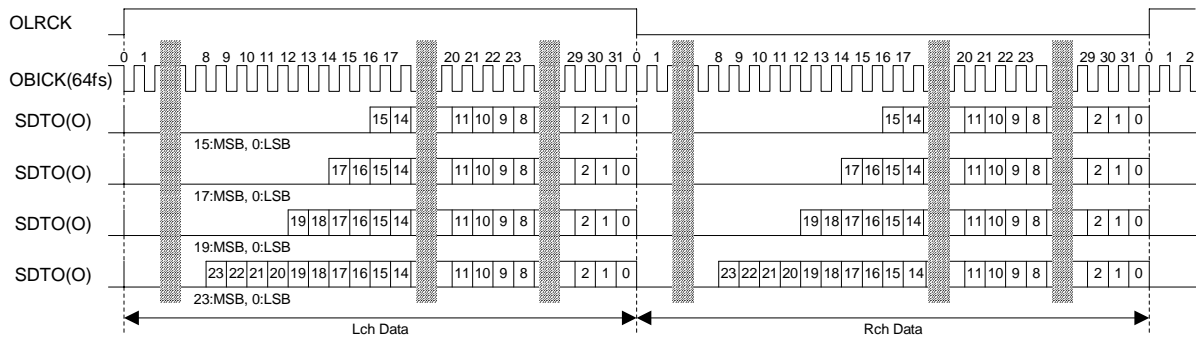 OLRCK
0 1 8 9 10 11 12 13 14 15 16 17 20 21 22 23 29 30 31 0 1 8 9 10 11 12 13 14 15 16 17 20 21 22 23 29 30 31 0 1 2
OBICK(64fs)
SDTO(O) 15 14 11 10 9 8 2 1 0 15 14 11 10 9 8 2 1 0
15:MSB, 0:LSB
SDTO(O) 17 16 15 14 11 10 9 8 2 1 0 17 16 15 14 11 10 9 8 2 1 0
17:MSB, 0:LSB
SDTO(O) 19 18 17 16 15 14 11 10 9 8 2 1 0 19 18 17 16 15 14 11 10 9 8 2 1 0
19:MSB, 0:LSB
SDTO(O) 23 22 21 20 19 18 17 16 15 14 11 10 9 8 2 1 0 23 22 21 20 19 18 17 16 15 14 11 10 9 8 2 1 0
23:MSB, 0:LSB
Lch Data Rch Data